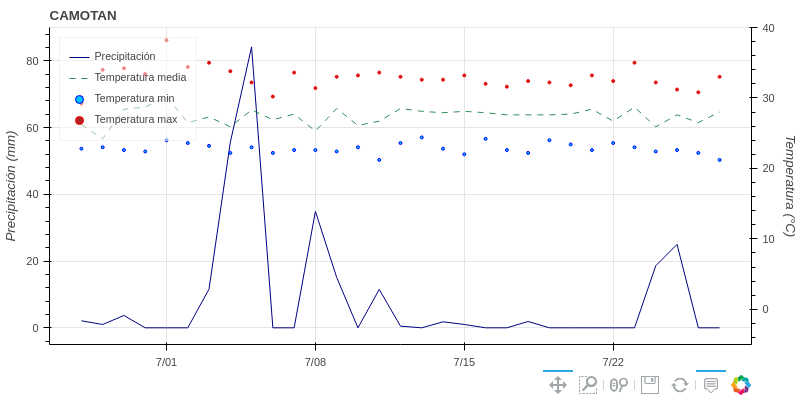 CAMOTAN
Precipitación
Temperatura media
Temperatura min
Temperatura max
Precipitación (mm)
80
60
40
20
0
Temperatura (°C)
40
30
20
10
0
7/01
7/08
7/15
7/22